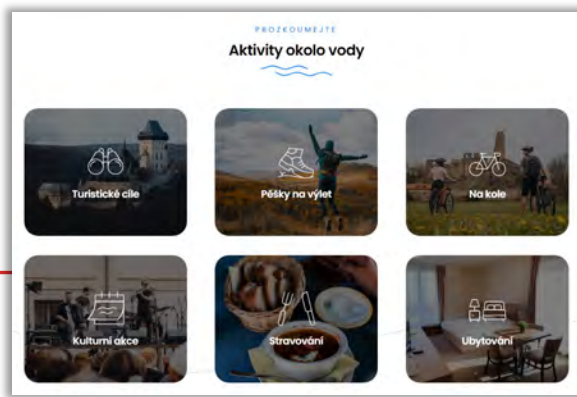 PROZKOUMEJTE
Aktivity okolo vody
Turistické cíle
Pěšky na výlet
Na kole
Kulturní akce
Stravování
Ubytování